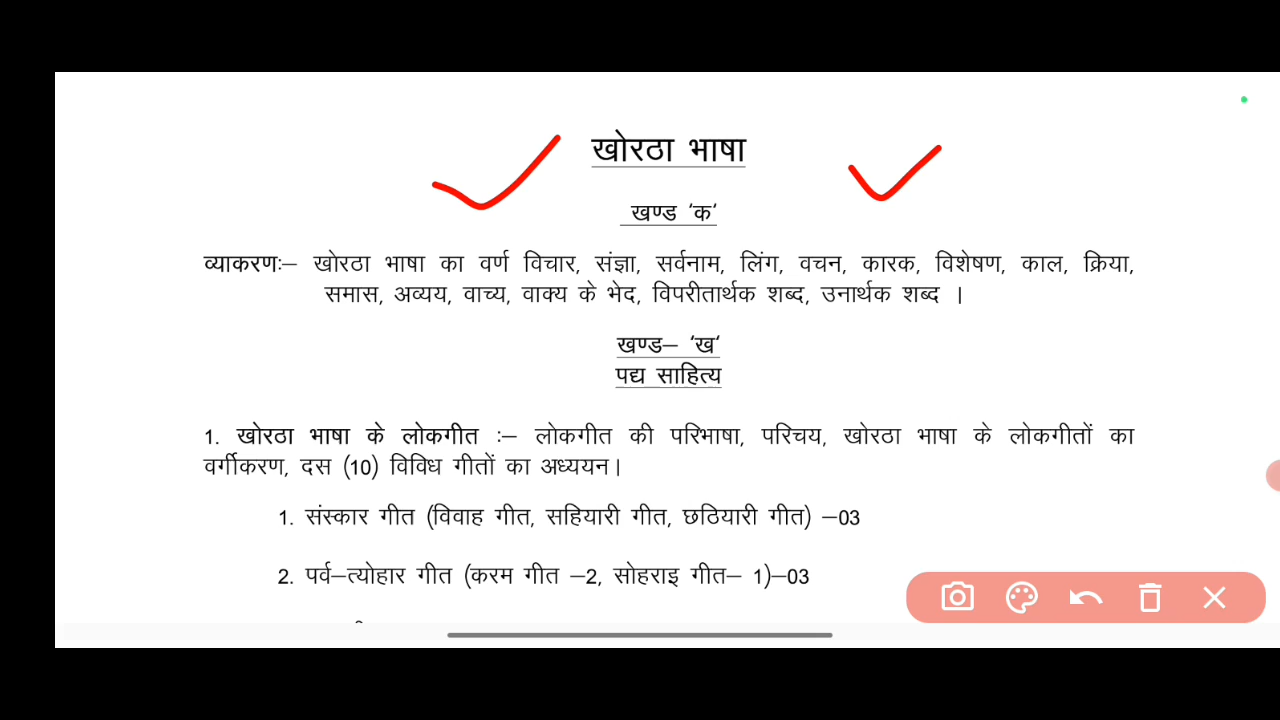 खोरठा भाषा
खण्ड 'क'
व्याकरणः– खोरठा भाषा का वर्ण विचार, संज्ञा, सर्वनाम, लिंग, वचन, कारक, विशेषण, काल, क्रिया,
समास, अव्यय, वाच्य, वाक्य के भेद, विपरीतार्थक शब्द, उनार्थक शब्द ।
खण्ड– 'ख'
पद्य साहित्य
1. खोरठा भाषा के लोकगीत :– लोकगीत की परिभाषा, परिचय, खोरठा भाषा के लोकगीतों का
वर्गीकरण, दस (10) विविध गीतों का अध्ययन।
1. संस्कार गीत (विवाह गीत, सहियारी गीत, छठियारी गीत) –03
2. पर्व–त्योहार गीत (करम गीत –2, सोहराइ गीत– 1)–03